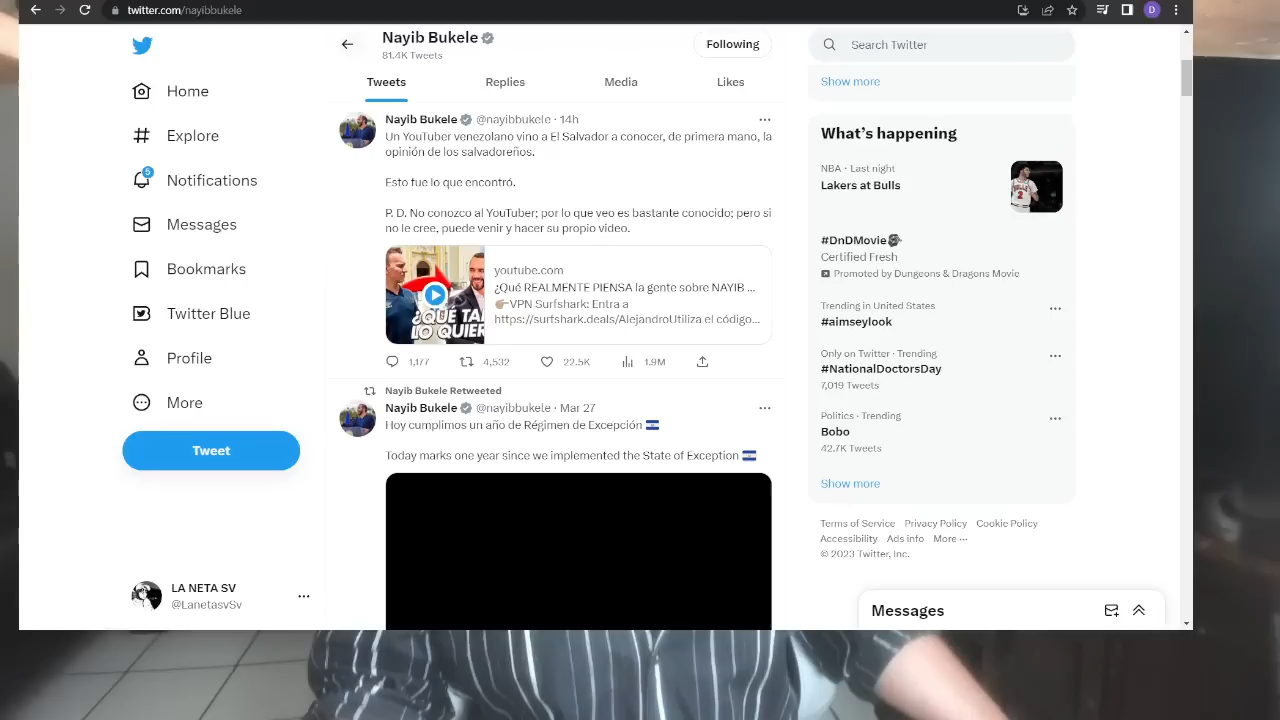 twitter.com/nayibbukele
D
Nayib Bukele
81.4K Tweets
Following
Search Twitter
Tweets
Replies
Media
Likes
Show more
Home
Explore
5
Notifications
Messages
Bookmarks
Twitter Blue
Profile
More
Tweet
LA NETA SV
@LanetasvSv
Nayib Bukele @nayibbukele · 14h
Un YouTuber venezolano vino a El Salvador a conocer, de primera mano, la
opinión de los salvadoreños.
Esto fue lo que encontró.
P. D. No conozco al YouTuber; por lo que veo es bastante conocido; pero si
no le cree, puede venir y hacer su propio video.
¿QUÉ TA
LO QUIER
youtube.com
¿Qué REALMENTE PIENSA la gente sobre NAYIB ...
👉🏽VPN Surfshark: Entra a
https://surfshark.deals/AlejandroUtiliza el código...
1,177
4,532
22.5K
1.9M
Nayib Bukele Retweeted
Nayib Bukele @nayibbukele · Mar 27
Hoy cumplimos un año de Régimen de Excepción 🇸🇻
Today marks one year since we implemented the State of Exception 🇸🇻
What's happening
NBA · Last night
Lakers at Bulls
BULLS
2
#DnDMovie
Certified Fresh
Promoted by Dungeons & Dragons Movie
Trending in United States
#aimseylook
Only on Twitter · Trending
#NationalDoctorsDay
7,019 Tweets
Politics · Trending
Bobo
42.7K Tweets
Show more
Terms of Service Privacy Policy Cookie Policy
Accessibility Ads info More ···
© 2023 Twitter, Inc.
Messages